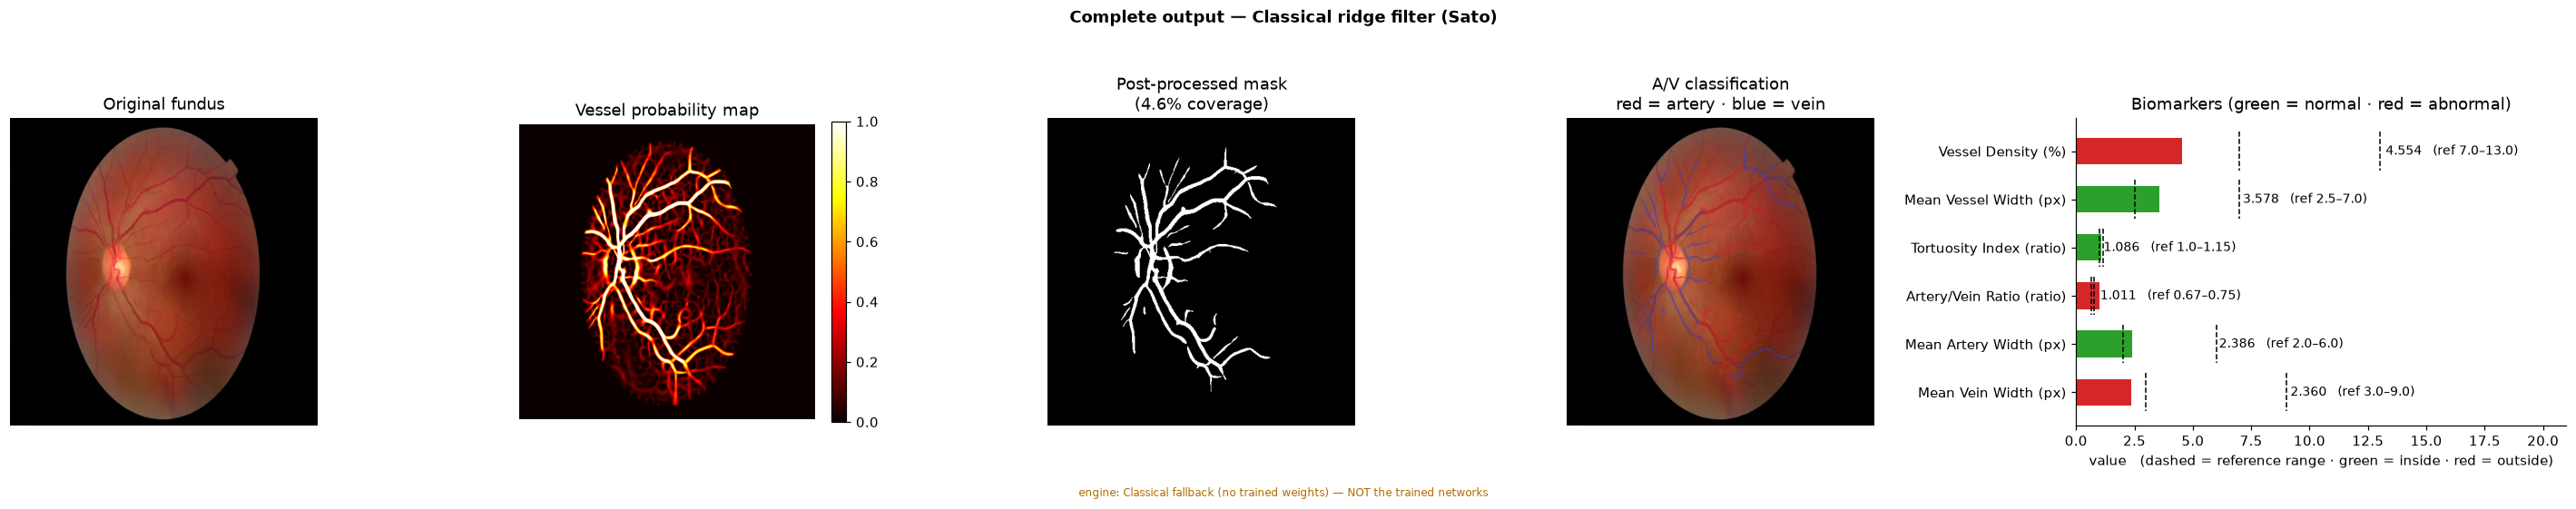 Complete output — Classical ridge filter (Sato)
Original fundus
Vessel probability map
1.0
0.8
0.6
0.4
0.2
0.0
Post-processed mask
(4.6% coverage)
A/V classification
red = artery · blue = vein
Biomarkers (green = normal · red = abnormal)
Vessel Density (%)
4.554 (ref 7.0–13.0)
Mean Vessel Width (px)
3.578 (ref 2.5–7.0)
Tortuosity Index (ratio)
1.086 (ref 1.0–1.15)
Artery/Vein Ratio (ratio)
1.011 (ref 0.67–0.75)
Mean Artery Width (px)
2.386 (ref 2.0–6.0)
Mean Vein Width (px)
2.360 (ref 3.0–9.0)
0.0 2.5 5.0 7.5 10.0 12.5 15.0 17.5 20.0
value (dashed = reference range · green = inside · red = outside)
engine: Classical fallback (no trained weights) — NOT the trained networks